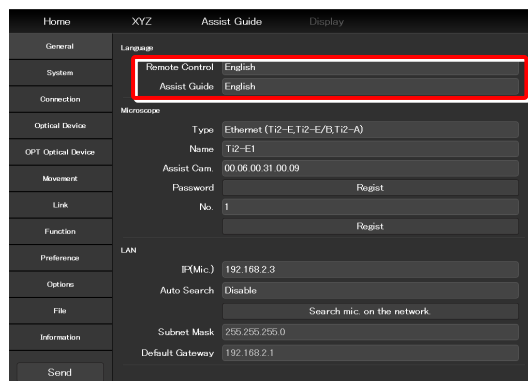 Home XYZ Assist Guide Display
General
System
Connection
Optical Device
OPT Optical Device
Movement
Link
Function
Preference
Options
File
Information
Send
Language
Remote Control English
Assist Guide English
Microscope
Type Ethernet (Ti2-E,Ti2-E/B,Ti2-A)
Name Ti2-E1
Assist Cam. 00.06.00.31.00.09
Password Regist
No. 1
Regist
LAN
IP(Mic.) 192.168.2.3
Auto Search Disable
Search mic. on the network.
Subnet Mask 255.255.255.0
Default Gateway 192.168.2.1